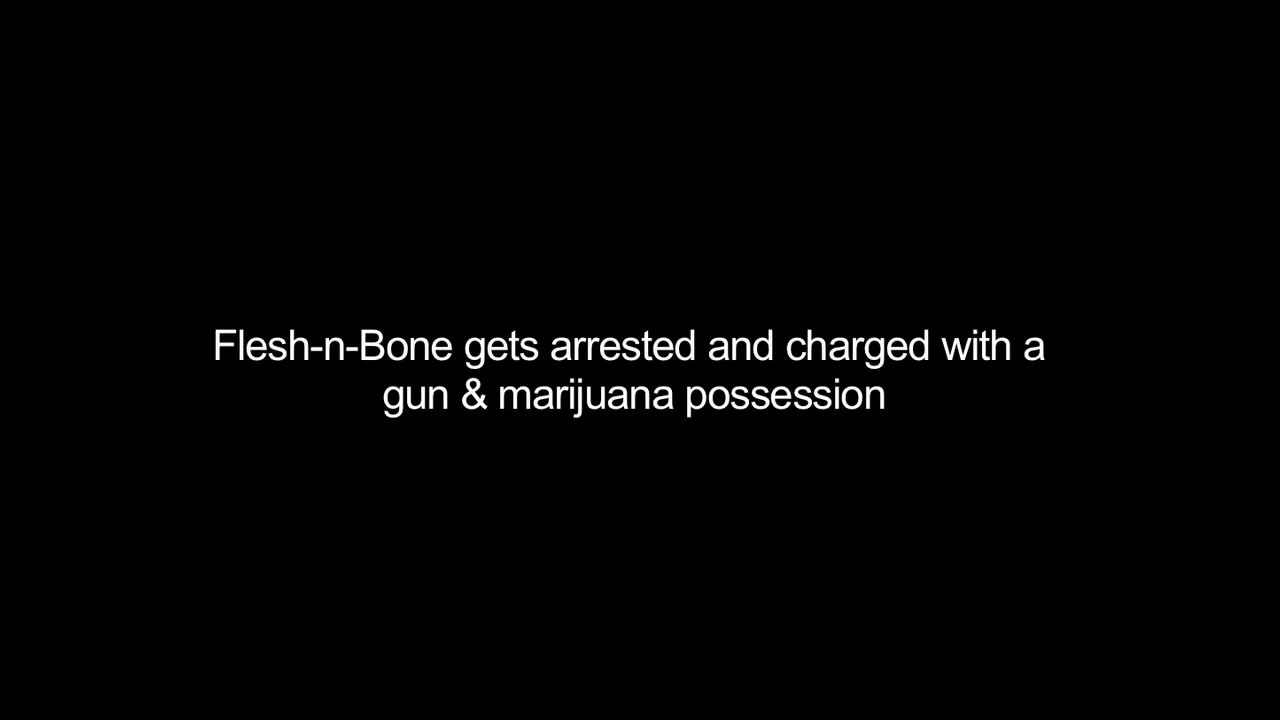 Flesh-n-Bone gets arrested and charged with a
gun & marijuana possession